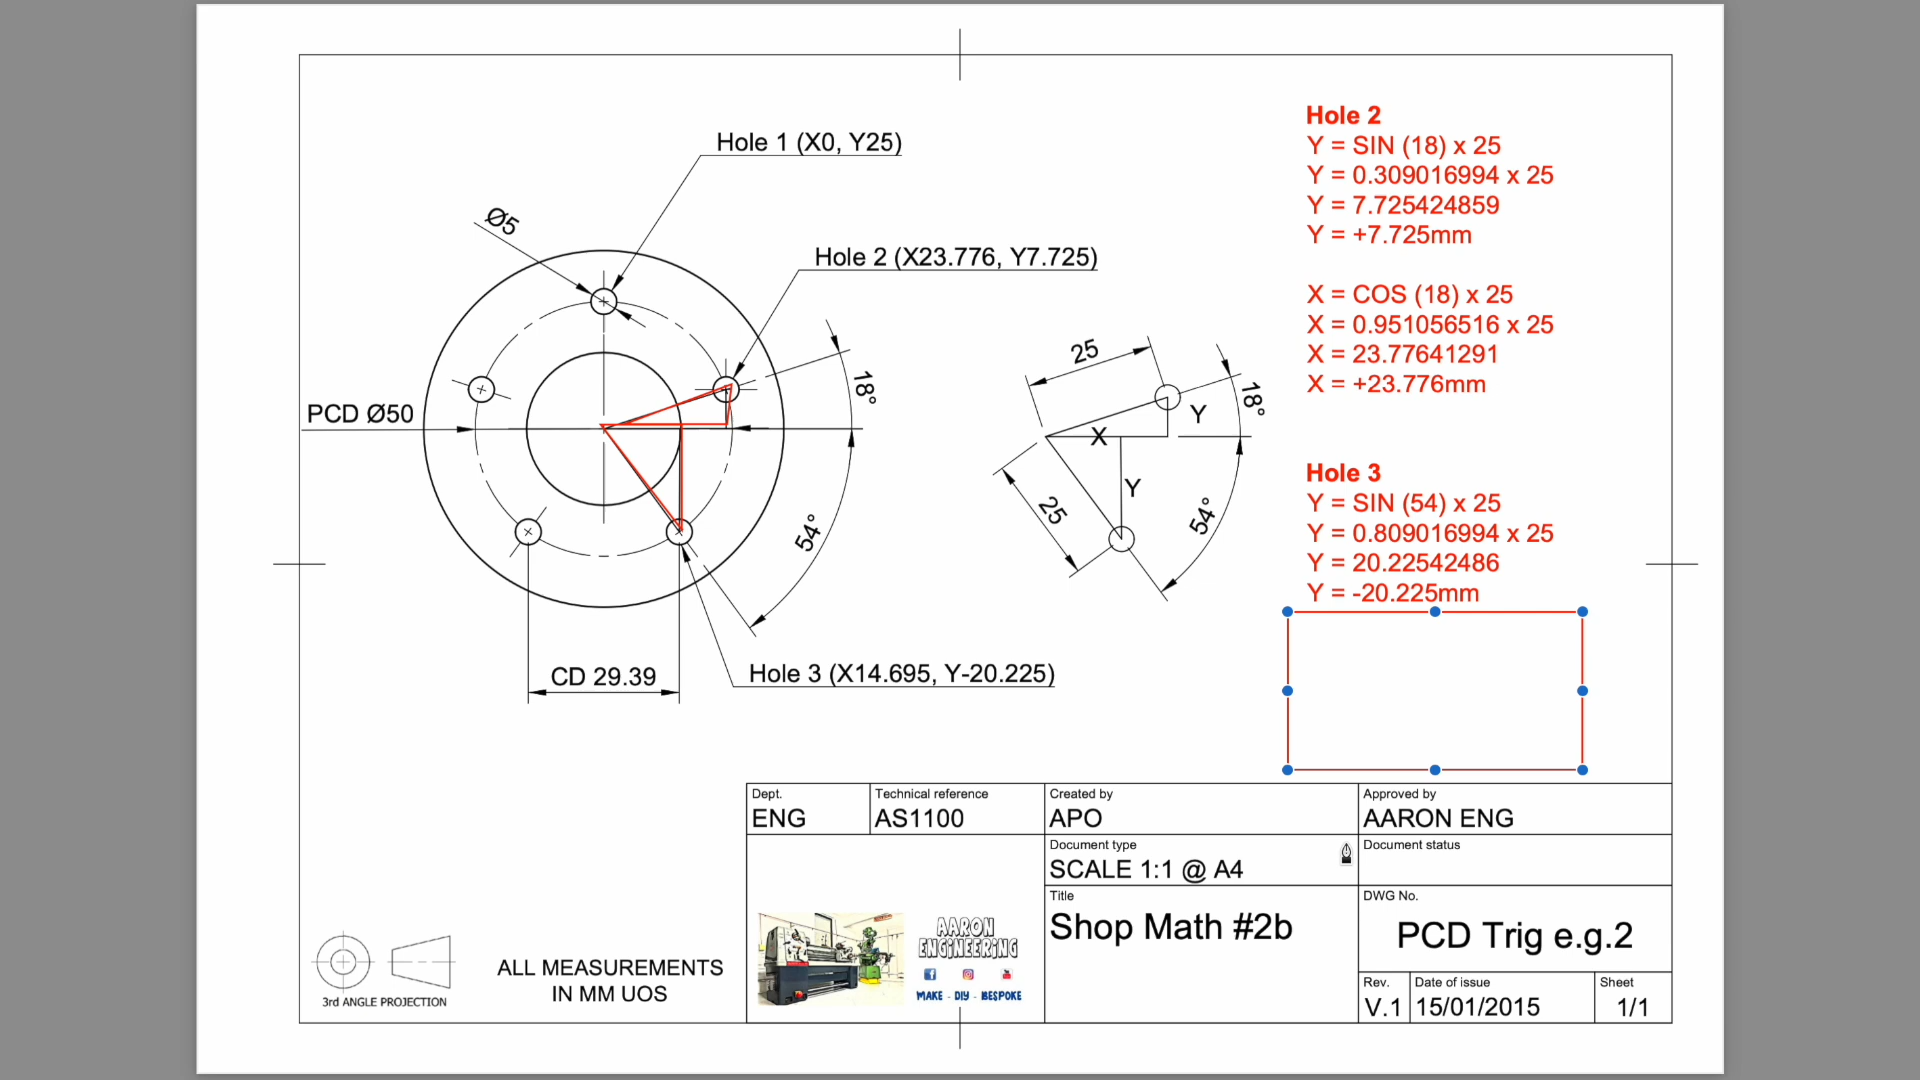 Hole 1 (X0, Y25)
Ø5
Hole 2 (X23.776, Y7.725)
18°
PCD Ø50
54°
CD 29.39
Hole 3 (X14.695, Y-20.225)
25
18°
Y
X
Y
25
54°
Hole 2
Y = SIN (18) x 25
Y = 0.309016994 x 25
Y = 7.725424859
Y = +7.725mm
X = COS (18) x 25
X = 0.951056516 x 25
X = 23.77641291
X = +23.776mm
Hole 3
Y = SIN (54) x 25
Y = 0.809016994 x 25
Y = 20.22542486
Y = -20.225mm
Dept.
ENG
Technical reference
AS1100
Created by
APO
Approved by
AARON ENG
Document type
SCALE 1:1 @ A4
Document status
Title
Shop Math #2b
DWG No.
PCD Trig e.g.2
Rev.
V.1
Date of issue
15/01/2015
Sheet
1/1
AARON
ENGINEERING
MAKE - DIY - BESPOKE
3rd ANGLE PROJECTION
ALL MEASUREMENTS
IN MM UOS